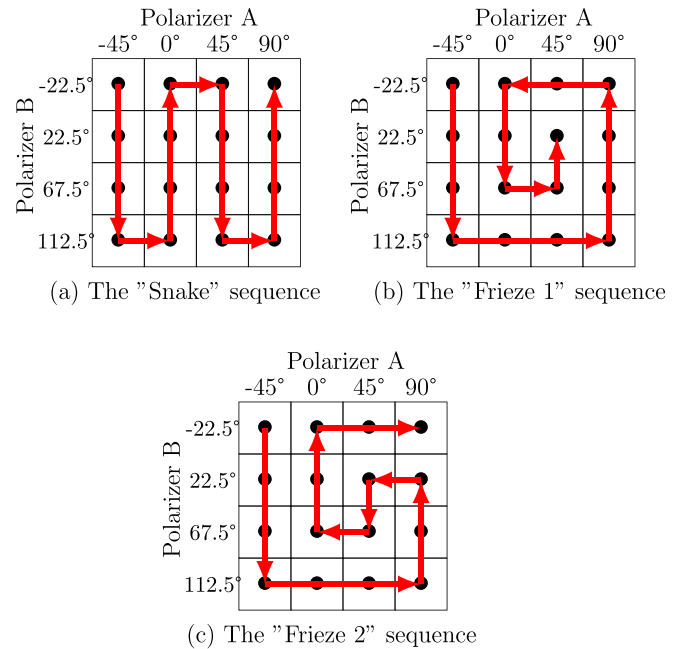 Polarizer A
-45° 0° 45° 90°
Polarizer B
-22.5°
22.5°
67.5°
112.5°
(a) The "Snake" sequence
Polarizer A
-45° 0° 45° 90°
Polarizer B
-22.5°
22.5°
67.5°
112.5°
(b) The "Frieze 1" sequence
Polarizer A
-45° 0° 45° 90°
Polarizer B
-22.5°
22.5°
67.5°
112.5°
(c) The "Frieze 2" sequence